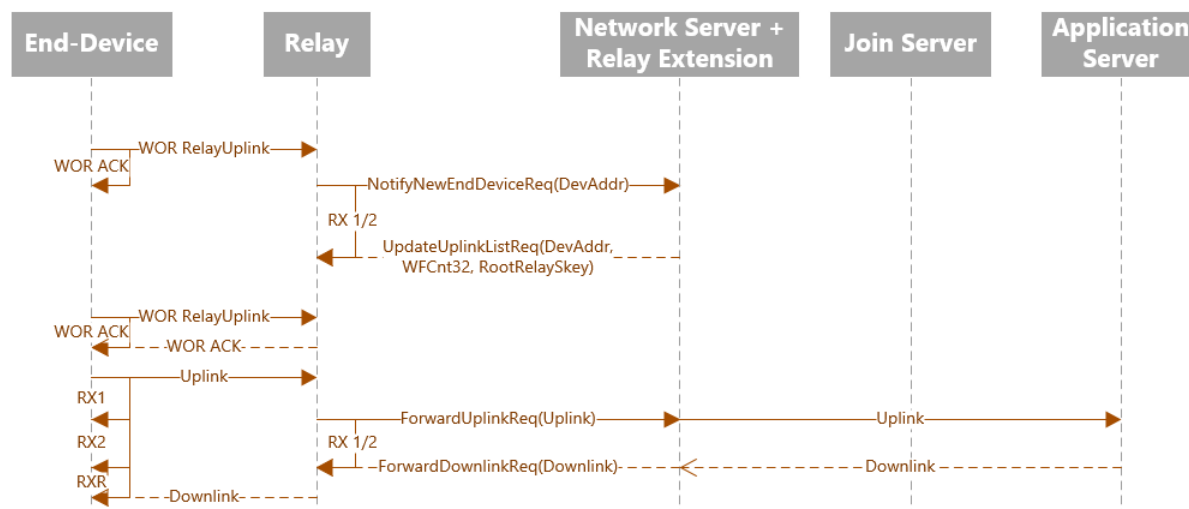 End-Device
Relay
Network Server +
Relay Extension
Join Server
Application
Server
WOR RelayUplink
WOR ACK
NotifyNewEndDeviceReq(DevAddr)
RX 1/2
UpdateUplinkListReq(DevAddr,
WFCnt32, RootRelaySkey)
WOR RelayUplink
WOR ACK
WOR ACK
Uplink
RX1
ForwardUplinkReq(Uplink)
Uplink
RX2
RX 1/2
ForwardDownlinkReq(Downlink)
Downlink
RXR
Downlink